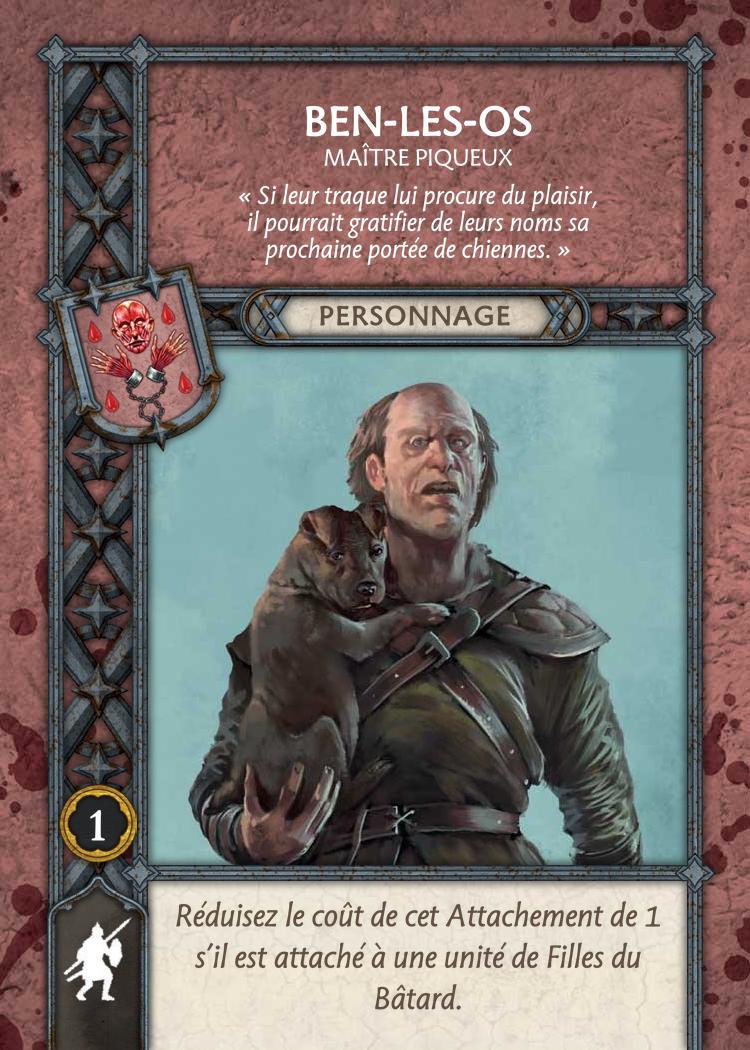 BEN-LES-OS
MAÎTRE PIQUEUX
« Si leur traque lui procure du plaisir,
il pourrait gratifier de leurs noms sa
prochaine portée de chiennes. »
PERSONNAGE
1
Réduisez le coût de cet Attachement de 1
s'il est attaché à une unité de Filles du
Bâtard.